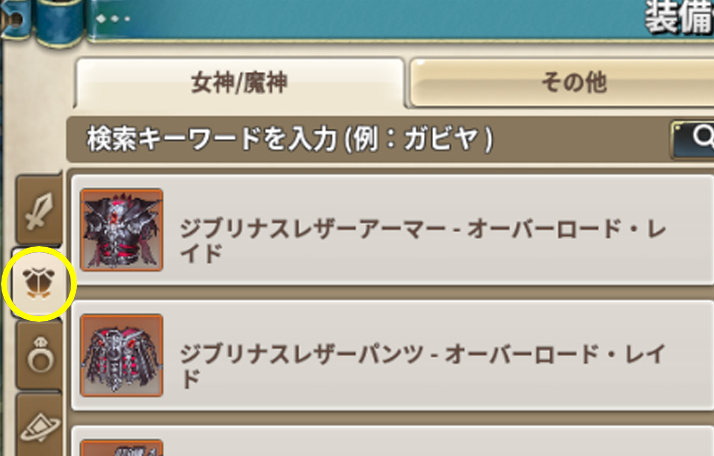 装備
女神/魔神
その他
検索キーワードを入力 (例：ガビヤ )
ジブリナスレザーアーマー - オーバーロード・レ
イド
ジブリナスレザーパンツ - オーバーロード・レイ
ド